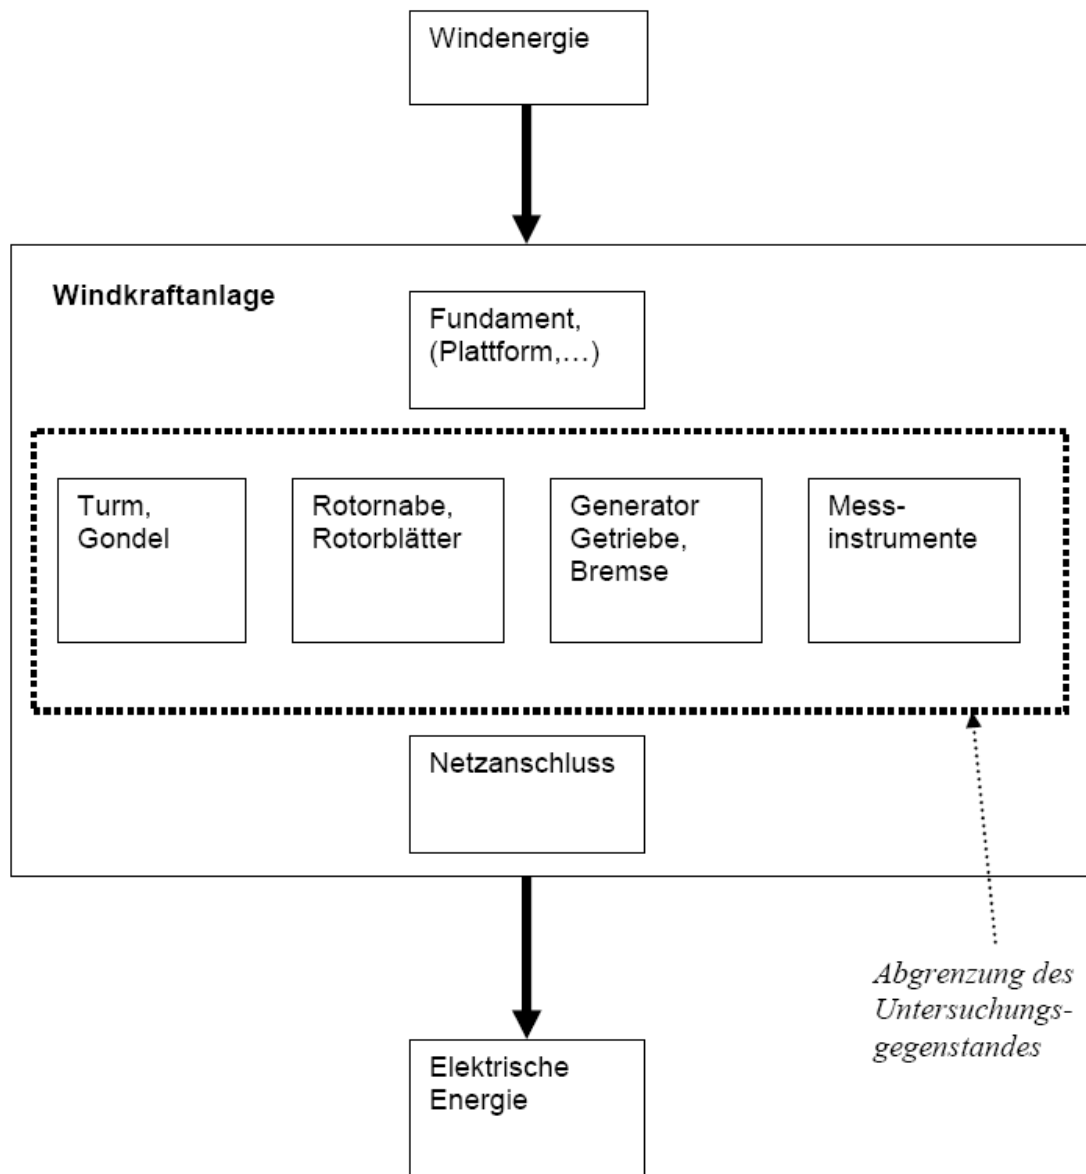 Windenergie
Windkraftanlage
Fundament,
(Plattform,…)
Turm,
Gondel
Rotornabe,
Rotorblätter
Generator
Getriebe,
Bremse
Mess-
instrumente
Netzanschluss
Abgrenzung des
Untersuchungs-
gegenstandes
Elektrische
Energie